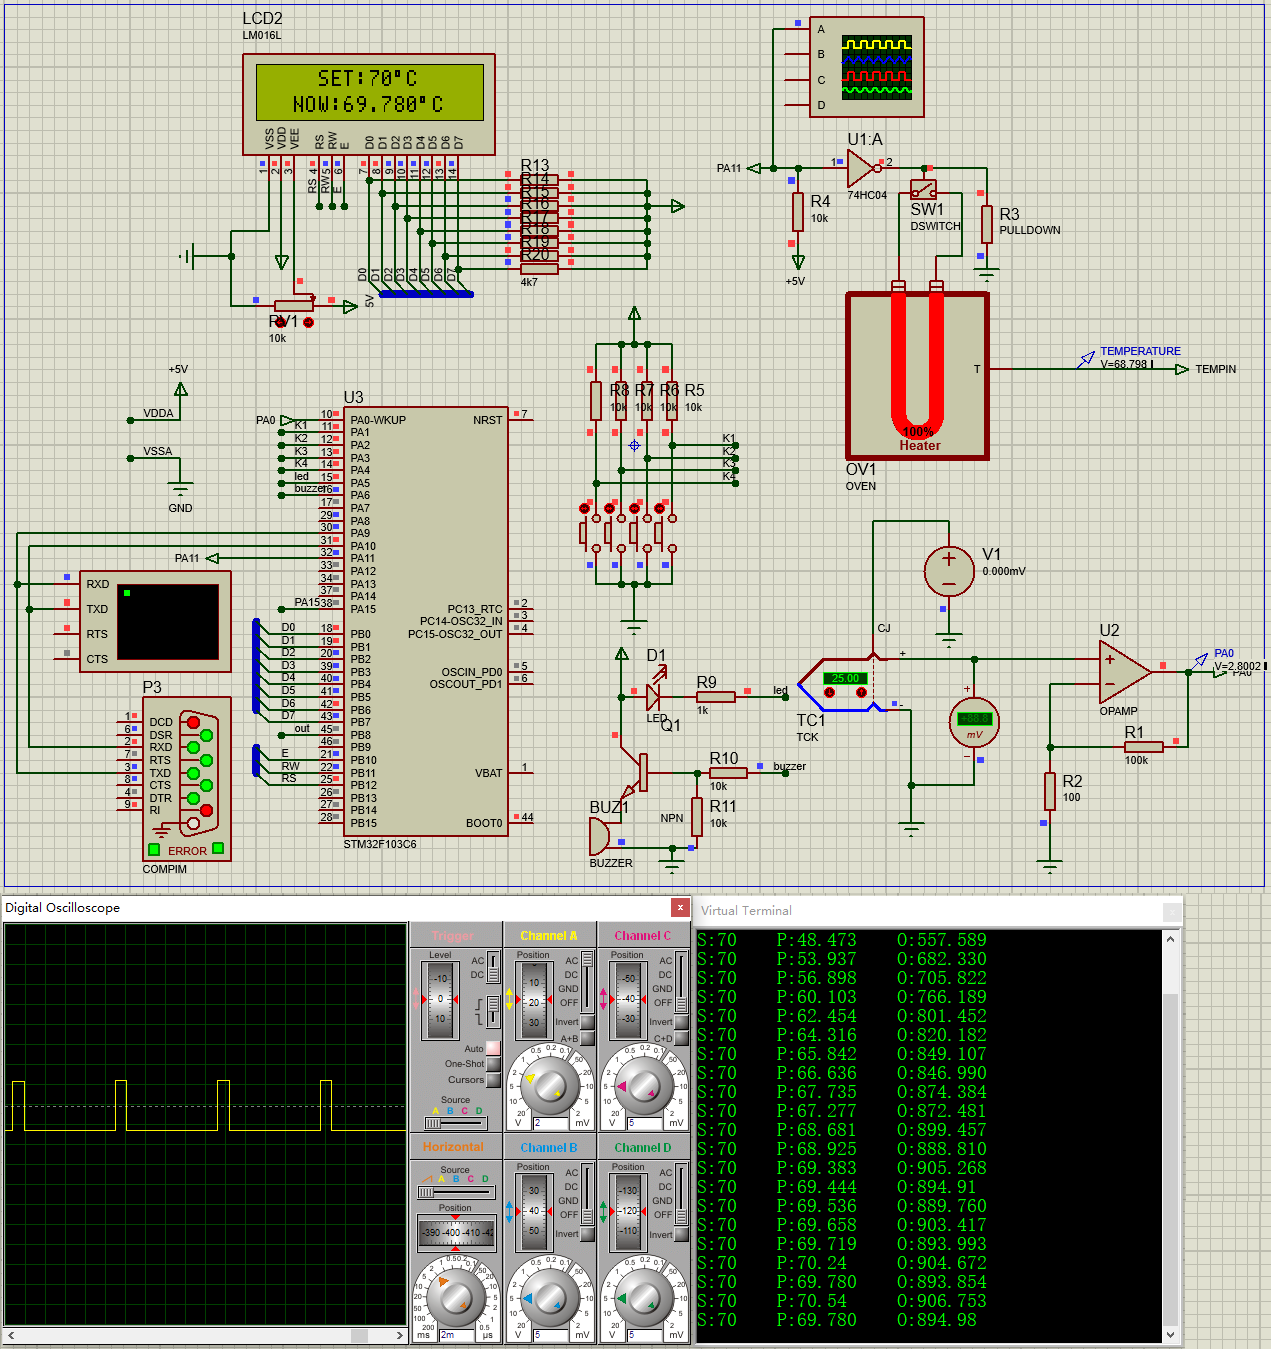 LCD2
LM016L
SET:70°C
NOW:69.780°C
VSS VDD VEE RS RW E D0 D1 D2 D3 D4 D5 D6 D7
1 2 3 4 5 6 7 8 9 10 11 12 13 14
RS RW E
D0 D1 D2 D3 D4 D5 D6 D7
5V
R13
R14
R15
R16
R17
R18
R19
R20
4k7
RV1
10k
A
B
C
D
PA11
U1:A
1 2
74HC04
R4
10k
+5V
SW1
DSWITCH
R3
PULLDOWN
T
100%
Heater
OV1
OVEN
TEMPERATURE
V=68.798
TEMPIN
+5V
VDDA
VSSA
GND
R8 R7 R6 R5
10k 10k 10k 10k
K1
K2
K3
K4
U3
PA0 10 PA0-WKUP NRST 7
K1 11 PA1
K2 12 PA2
K3 13 PA3
K4 14 PA4
led 15 PA5
buzzer 16 PA6
17 PA7
29 PA8
30 PA9
31 PA10
PA11 32 PA11
33 PA12
34 PA13
37 PA14
PA15 38 PA15 PC13_RTC 2
PC14-OSC32_IN 3
D0 18 PB0 PC15-OSC32_OUT 4
D1 19 PB1
D2 20 PB2
D3 39 PB3 OSCIN_PD0 5
D4 40 PB4 OSCOUT_PD1 6
D5 41 PB5
D6 42 PB6
D7 43 PB7
out 45 PB8
46 PB9
E 21 PB10
RW 22 PB11 VBAT 1
RS 25 PB12
26 PB13
27 PB14
28 PB15 BOOT0 44
STM32F103C6
RXD
TXD
RTS
CTS
P3
1 DCD
6 DSR
2 RXD
7 RTS
3 TXD
8 CTS
4 DTR
9 RI
ERROR
COMPIM
D1
LED
R9
1k
led
Q1
NPN
R10
10k
buzzer
R11
10k
BUZ1
BUZZER
V1
0.000mV
CJ
25.00
TC1
TCK
+
-
+
mV
-
U2
OPAMP
PA0
V=2.8002
PA0
R1
100k
R2
100
Digital Oscilloscope
Trigger
Level
-10
0
10
AC
DC
Auto
One-Shot
Cursors
Source
A B C D
Horizontal
Source
A B C D
Position
-390 -400 -410 -42
ms 2m µs
Channel A
Position
10
20
30
AC
DC
GND
OFF
Invert
A+B
V 2 mV
Channel C
Position
-50
-40
-30
AC
DC
GND
OFF
Invert
C+D
V 5 mV
Channel B
Position
30
40
50
AC
DC
GND
OFF
Invert
V 5 mV
Channel D
Position
-130
-120
-110
AC
DC
GND
OFF
Invert
V 5 mV
Virtual Terminal
S:70 P:48.473 O:557.589
S:70 P:53.937 O:682.330
S:70 P:56.898 O:705.822
S:70 P:60.103 O:766.189
S:70 P:62.454 O:801.452
S:70 P:64.316 O:820.182
S:70 P:65.842 O:849.107
S:70 P:66.636 O:846.990
S:70 P:67.735 O:874.384
S:70 P:67.277 O:872.481
S:70 P:68.681 O:899.457
S:70 P:68.925 O:888.810
S:70 P:69.383 O:905.268
S:70 P:69.444 O:894.91
S:70 P:69.536 O:889.760
S:70 P:69.658 O:903.417
S:70 P:69.719 O:893.993
S:70 P:70.24 O:904.672
S:70 P:69.780 O:893.854
S:70 P:70.54 O:906.753
S:70 P:69.780 O:894.98